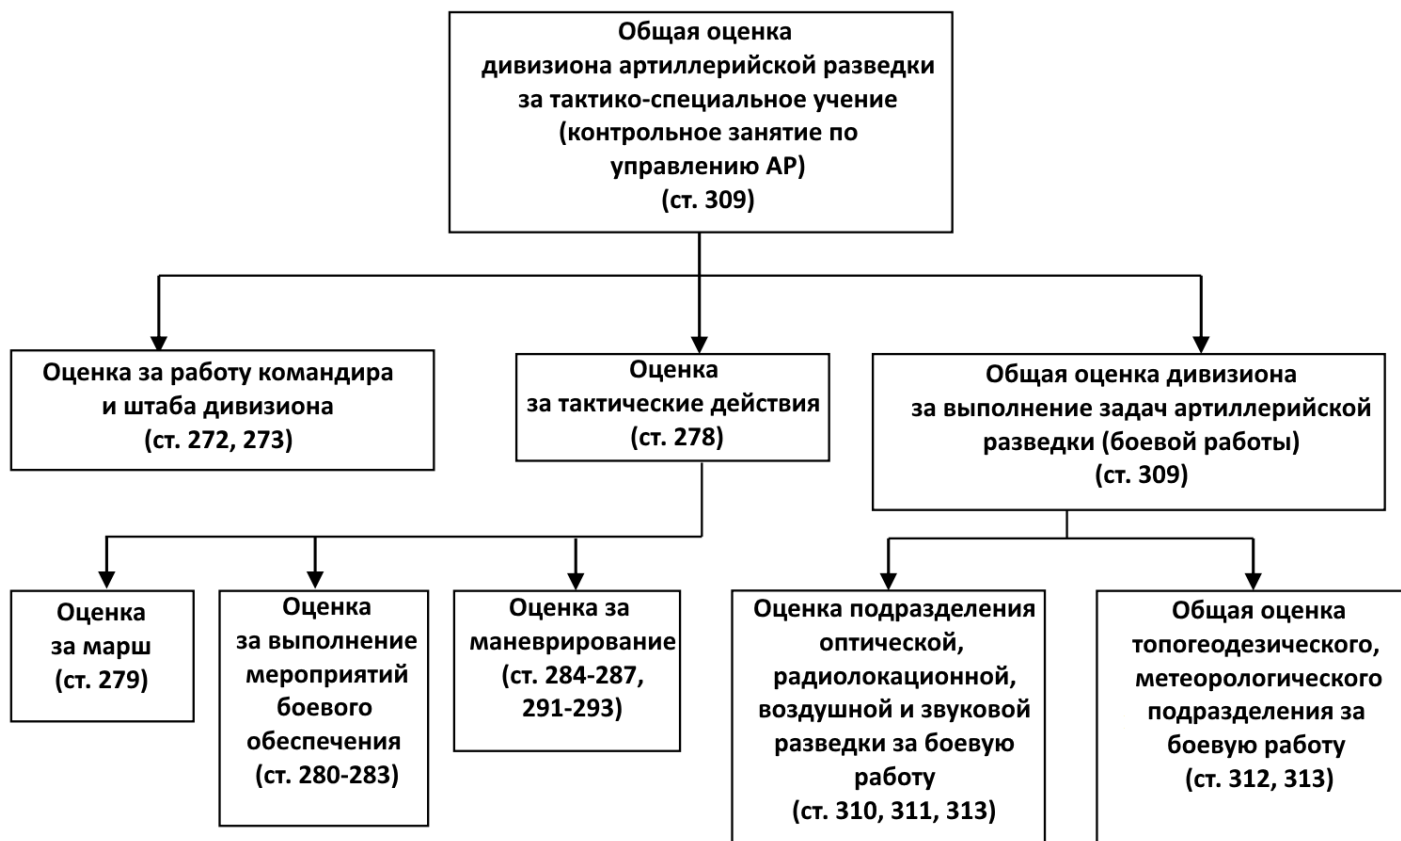 Общая оценка
дивизиона артиллерийской разведки
за тактико-специальное учение
(контрольное занятие по
управлению АР)
(ст. 309)
Оценка за работу командира
и штаба дивизиона
(ст. 272, 273)
Оценка
за тактические действия
(ст. 278)
Общая оценка дивизиона
за выполнение задач артиллерийской
разведки (боевой работы)
(ст. 309)
Оценка
за марш
(ст. 279)
Оценка
за выполнение
мероприятий
боевого
обеспечения
(ст. 280-283)
Оценка за
маневрирование
(ст. 284-287,
291-293)
Оценка подразделения
оптической,
радиолокационной,
воздушной и звуковой
разведки за боевую
работу
(ст. 310, 311, 313)
Общая оценка
топогеодезического,
метеорологического
подразделения за
боевую работу
(ст. 312, 313)